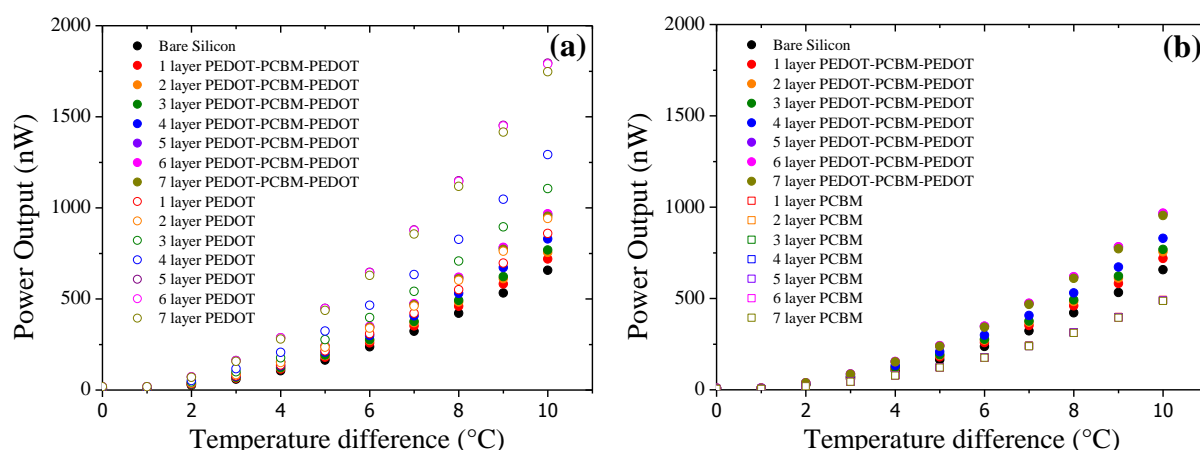 2000
1500
1000
500
0
Power Output (nW)
(a)
Bare Silicon
1 layer PEDOT-PCBM-PEDOT
2 layer PEDOT-PCBM-PEDOT
3 layer PEDOT-PCBM-PEDOT
4 layer PEDOT-PCBM-PEDOT
5 layer PEDOT-PCBM-PEDOT
6 layer PEDOT-PCBM-PEDOT
7 layer PEDOT-PCBM-PEDOT
1 layer PEDOT
2 layer PEDOT
3 layer PEDOT
4 layer PEDOT
5 layer PEDOT
6 layer PEDOT
7 layer PEDOT
0 2 4 6 8 10
Temperature difference (°C)
2000
1500
1000
500
0
Power Output (nW)
(b)
Bare Silicon
1 layer PEDOT-PCBM-PEDOT
2 layer PEDOT-PCBM-PEDOT
3 layer PEDOT-PCBM-PEDOT
4 layer PEDOT-PCBM-PEDOT
5 layer PEDOT-PCBM-PEDOT
6 layer PEDOT-PCBM-PEDOT
7 layer PEDOT-PCBM-PEDOT
1 layer PCBM
2 layer PCBM
3 layer PCBM
4 layer PCBM
5 layer PCBM
6 layer PCBM
7 layer PCBM
0 2 4 6 8 10
Temperature difference (°C)